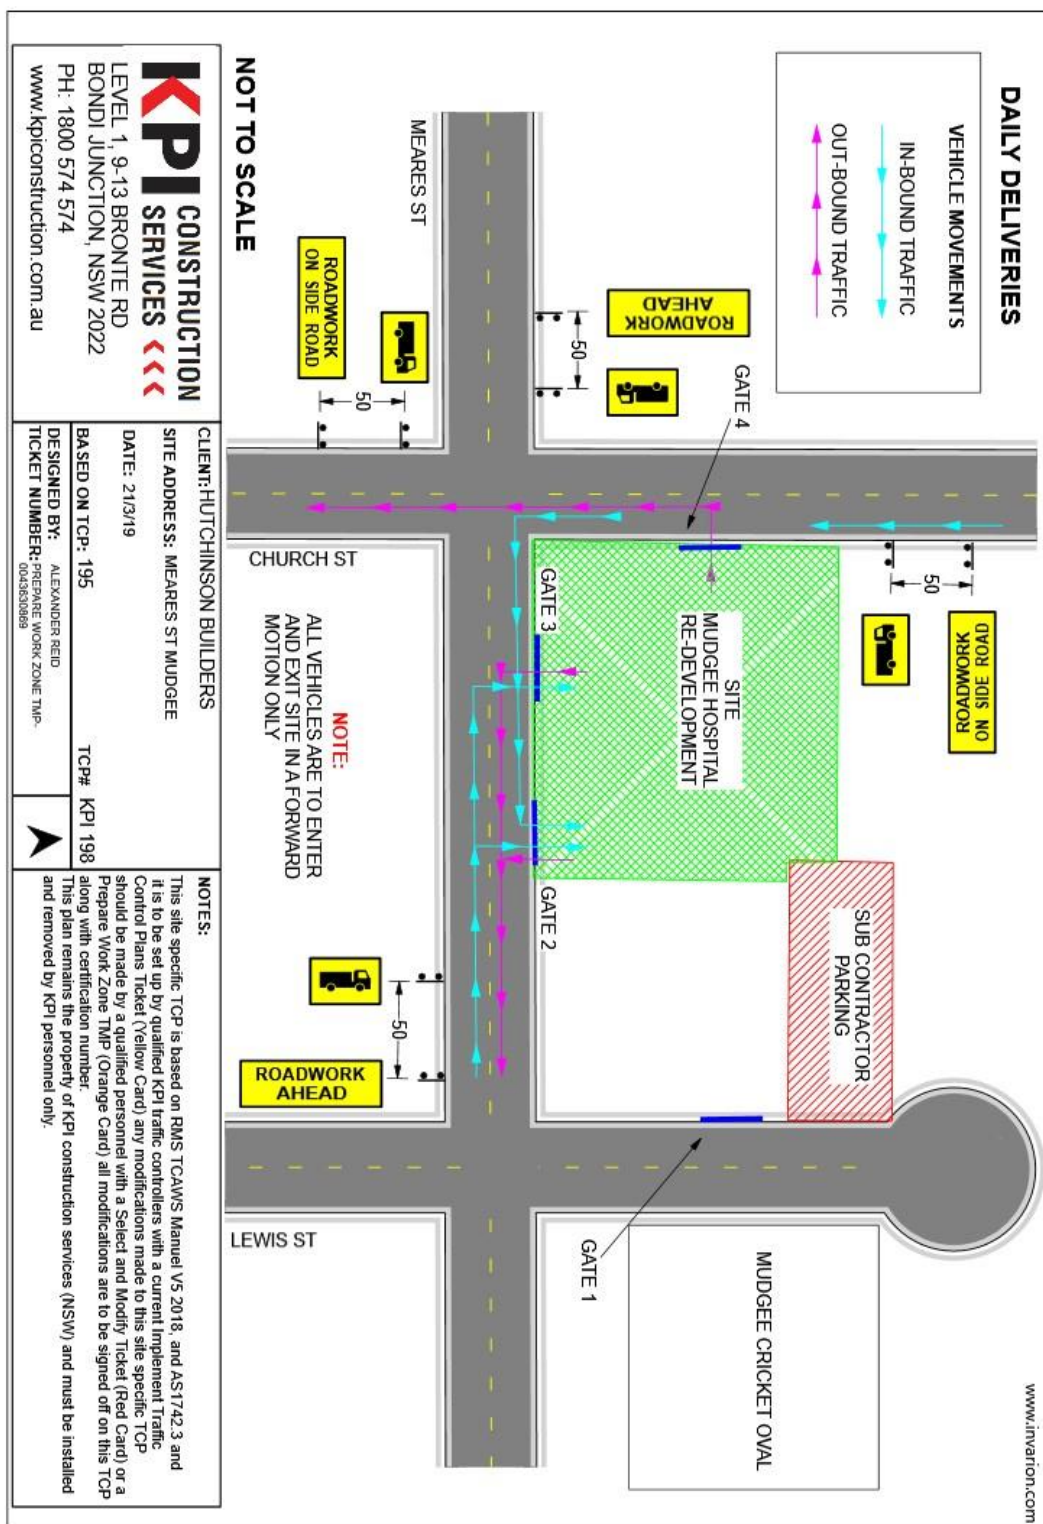 DAILY DELIVERIES
www.invarion.com
VEHICLE MOVEMENTS
IN-BOUND TRAFFIC
OUT-BOUND TRAFFIC
ROADWORK
ON SIDE ROAD
50
SUB CONTRACTOR
PARKING
MUDGEE CRICKET OVAL
GATE 4
SITE
MUDGEE HOSPITAL
RE-DEVELOPMENT
ROADWORK
AHEAD
50
GATE 3
GATE 2
GATE 1
MEARES ST
ROADWORK
ON SIDE ROAD
50
CHURCH ST
NOTE:
ALL VEHICLES ARE TO ENTER
AND EXIT SITE IN A FORWARD
MOTION ONLY
50
ROADWORK
AHEAD
LEWIS ST
NOT TO SCALE
KPI CONSTRUCTION
SERVICES
LEVEL 1, 9-13 BRONTE RD
BONDI JUNCTION, NSW 2022
PH: 1800 574 574
www.kpiconstruction.com.au
CLIENT:HUTCHINSON BUILDERS
SITE ADDRESS: MEARES ST MUDGEE
DATE: 21/3/19
BASED ON TCP: 195
TCP# KPI 198
DESIGNED BY: ALEXANDER REID
TICKET NUMBER:PREPARE WORK ZONE TMP-
0043630869
NOTES:
This site specific TCP is based on RMS TCAWS Manuel V5 2018, and AS1742.3 and
it is to be set up by qualified KPI traffic controllers with a current Implement Traffic
Control Plans Ticket (Yellow Card) any modifications made to this site specific TCP
should be made by a qualified personnel with a Select and Modify Ticket (Red Card) or a
Prepare Work Zone TMP (Orange Card) all modifications are to be signed off on this TCP
along with certification number.
This plan remains the property of KPI construction services (NSW) and must be installed
and removed by KPI personnel only.